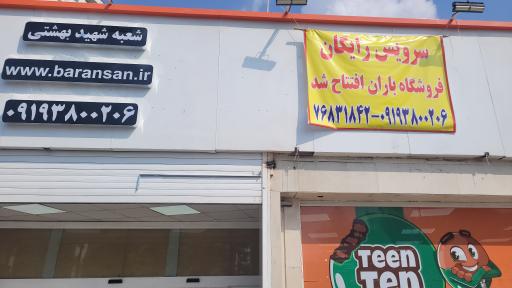 شعبه شهید بهشتی
www.baransan.ir
۰۹۱۹۳۸۰۰۲۰۶
سرویس رایگان
فروشگاه باران افتتاح شد
۷۶۸۳۱۸۴۲-۰۹۱۹۳۸۰۰۲۰۶
Teen
Ten